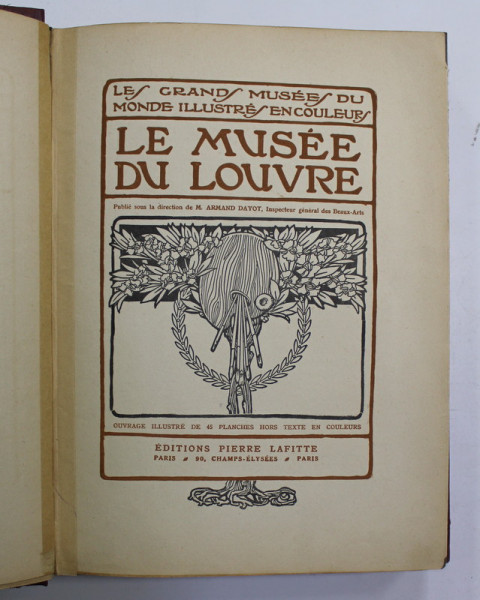 LES GRANDS MUSÉES DU
MONDE ILLUSTRÉS EN COULEURS
LE MUSÉE
DU LOUVRE
Publié sous la direction de M. ARMAND DAYOT, Inspecteur général des Beaux-Arts
OUVRAGE ILLUSTRÉ DE 45 PLANCHES HORS TEXTE EN COULEURS
ÉDITIONS PIERRE LAFITTE
PARIS 90, CHAMPS-ÉLYSÉES PARIS